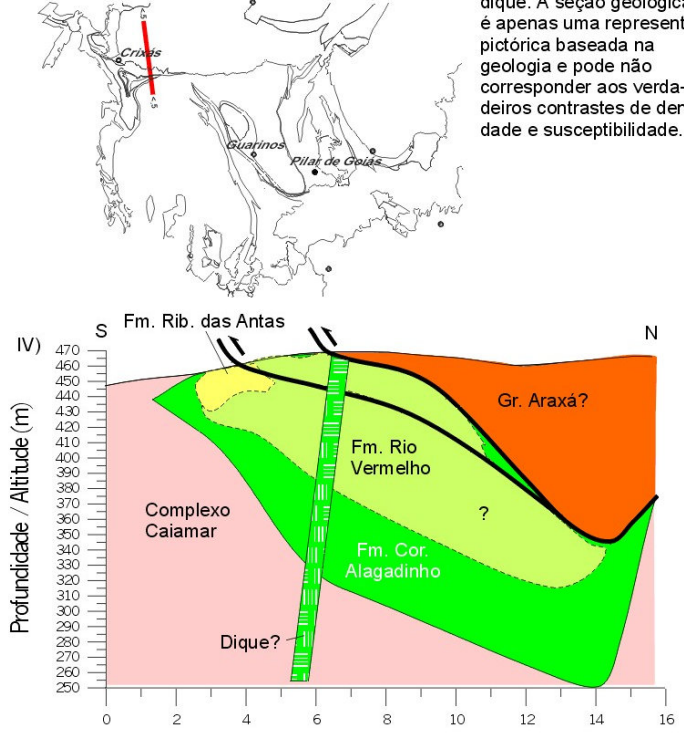 dique. A seção geológica
é apenas uma represent
pictórica baseada na
geologia e pode não
corresponder aos verda-
deiros contrastes de den
dade e susceptibilidade.
<.5
Crixás
<.5
Guarinos
Pilar de Goiás
IV)
S
Fm. Rib. das Antas
N
Profundidade / Altitude (m)
470
460
450
440
430
420
410
400
390
380
370
360
350
340
330
320
310
300
290
280
270
260
250
Gr. Araxá?
Fm. Rio
Vermelho
Complexo
Caiamar
?
Fm. Cor.
Alagadinho
Dique?
0 2 4 6 8 10 12 14 16